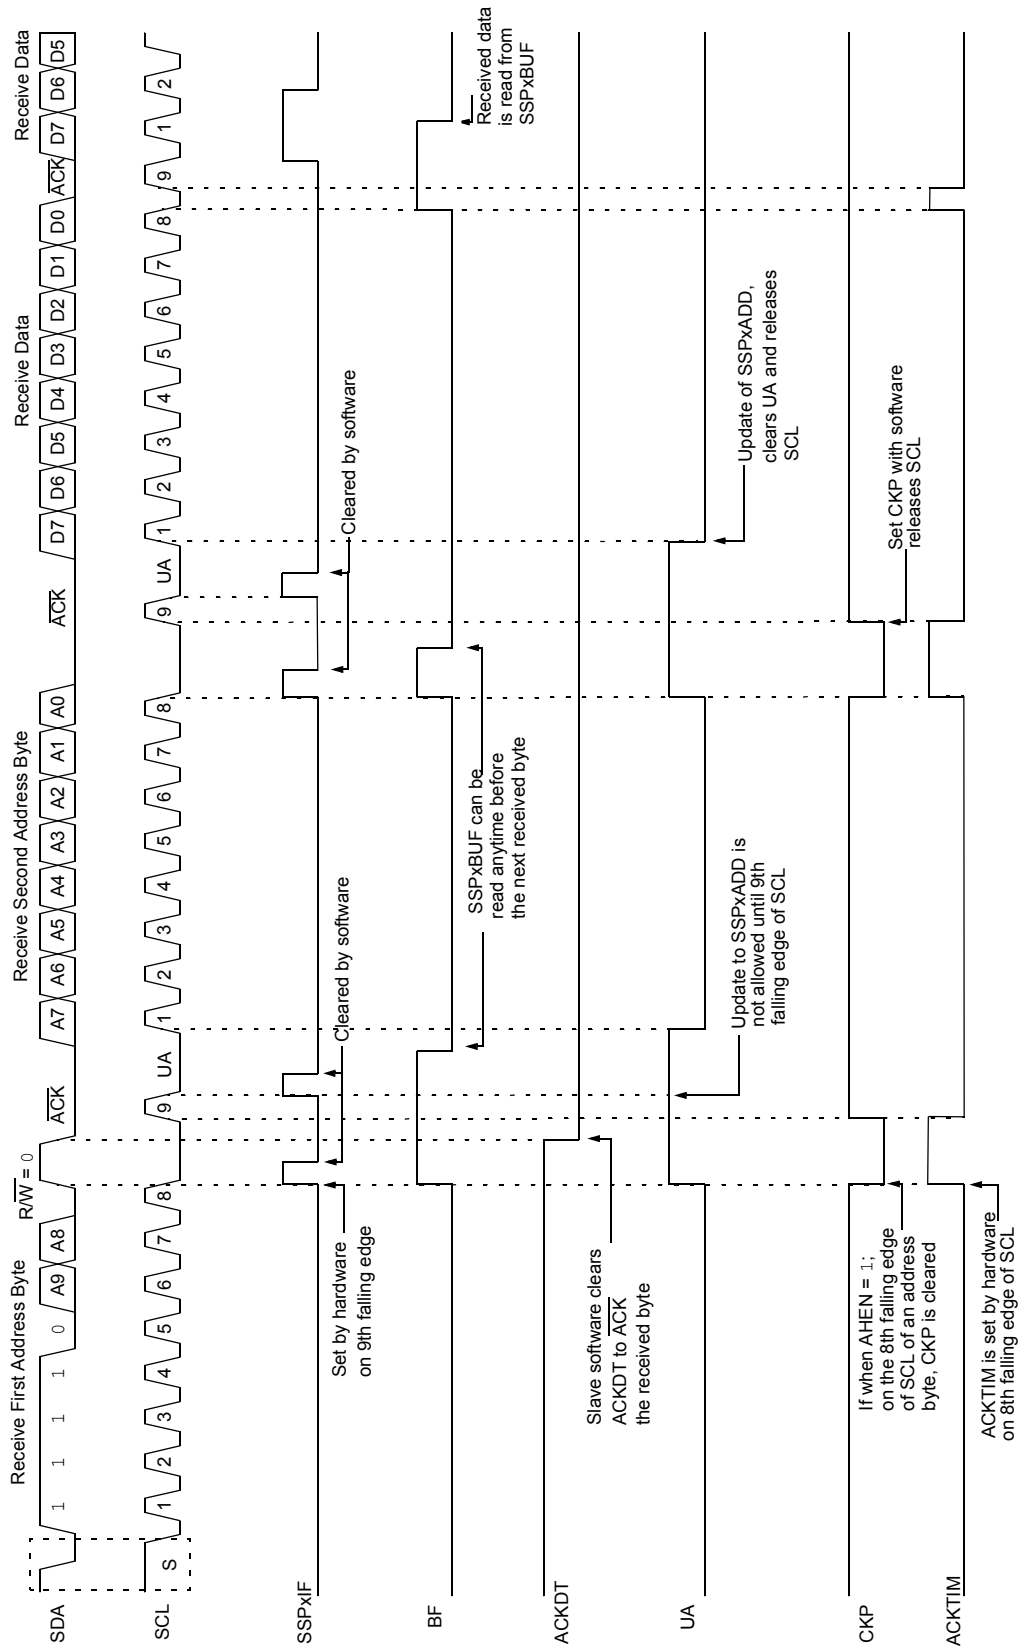 Receive First Address Byte
R/W = 0
Receive Second Address Byte
Receive Data
Receive Data
SDA
1 1 1 1 0 A9 A8 ACK A7 A6 A5 A4 A3 A2 A1 A0 ACK D7 D6 D5 D4 D3 D2 D1 D0 ACK D7 D6 D5
SCL
S 1 2 3 4 5 6 7 8 9 UA 1 2 3 4 5 6 7 8 9 UA 1 2 3 4 5 6 7 8 9 1 2
SSPxIF
Set by hardware
on 9th falling edge
Cleared by software
Cleared by software
BF
SSPxBUF can be
read anytime before
the next received byte
Received data
is read from
SSPxBUF
ACKDT
Slave software clears
ACKDT to ACK
the received byte
UA
Update to SSPxADD is
not allowed until 9th
falling edge of SCL
Update of SSPxADD,
clears UA and releases
SCL
CKP
If when AHEN = 1;
on the 8th falling edge
of SCL of an address
byte, CKP is cleared
Set CKP with software
releases SCL
ACKTIM
ACKTIM is set by hardware
on 8th falling edge of SCL